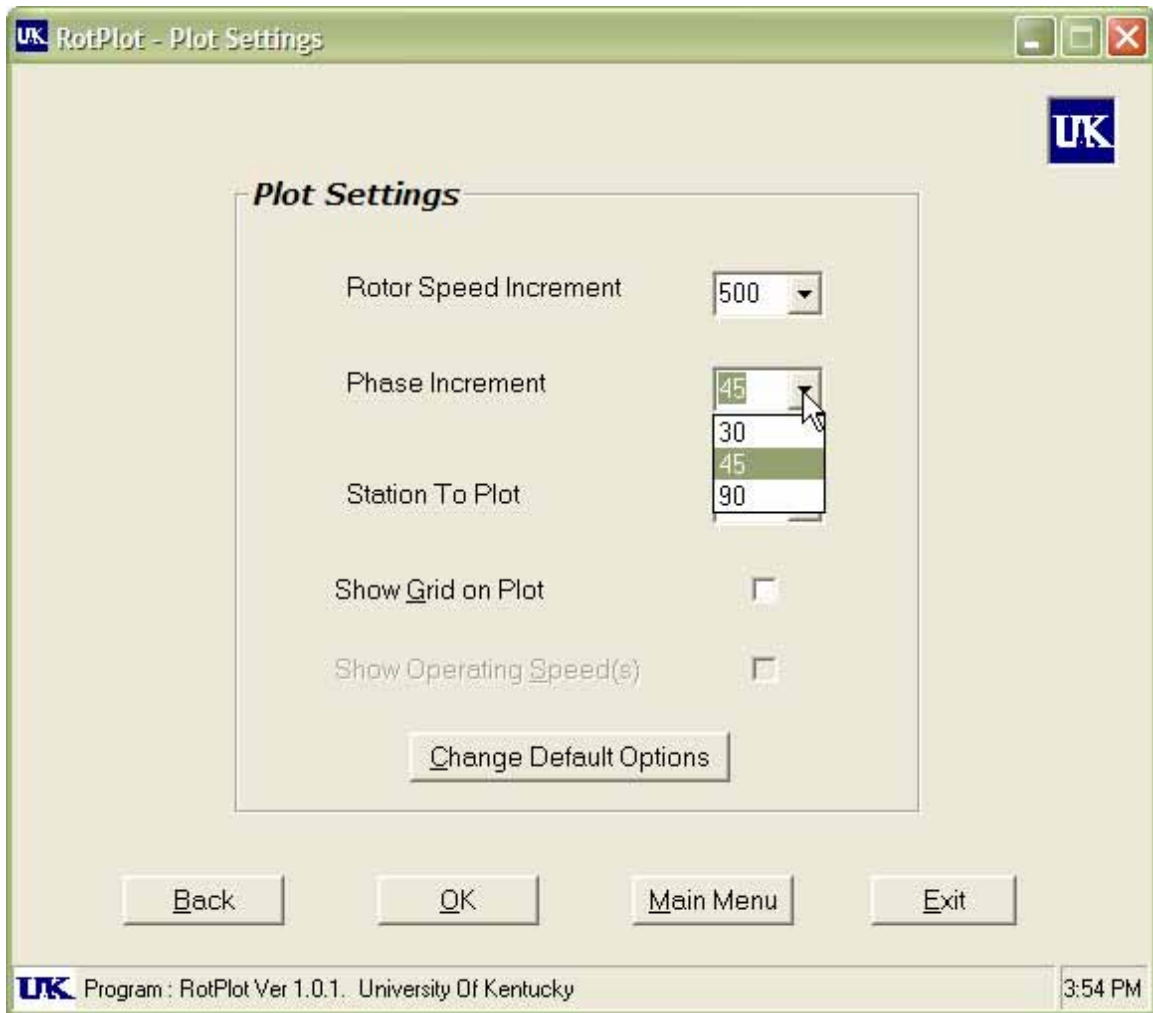 UK RotPlot - Plot Settings
UK
Plot Settings
Rotor Speed Increment 500
Phase Increment 45
30
45
90
Station To Plot
Show Grid on Plot
Show Operating Speed(s)
Change Default Options
Back OK Main Menu Exit
UK Program : RotPlot Ver 1.0.1. University Of Kentucky 3:54 PM